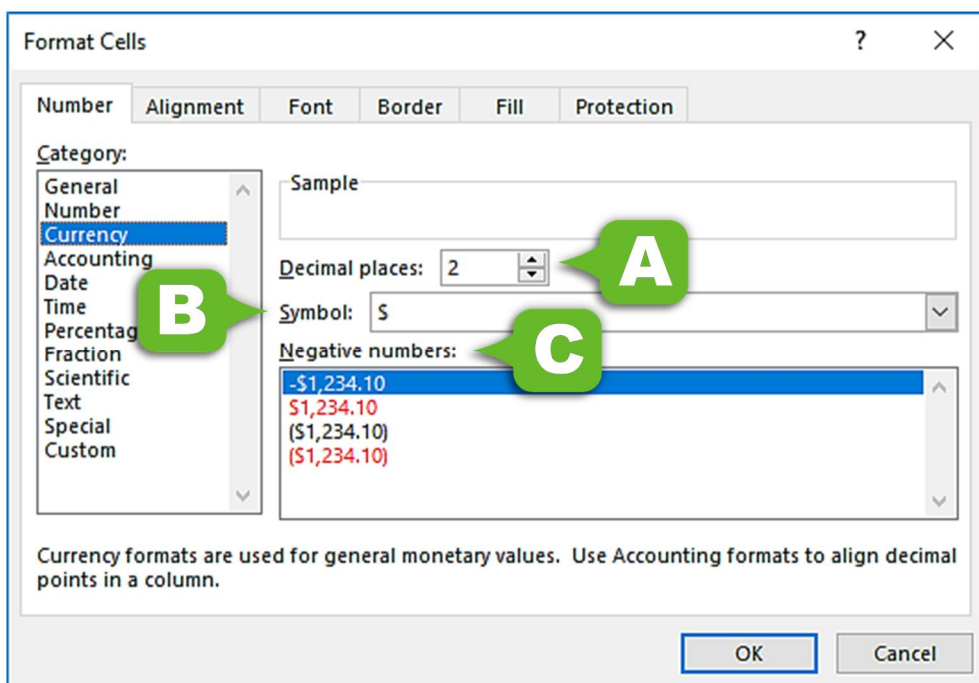 Format Cells ? ×
Number Alignment Font Border Fill Protection
Category:
General
Number
Currency
Accounting
Date
Time
Fraction
Scientific
Text
Special
Custom
Sample
Decimal places: 2
A
B
Symbol: $
Negative numbers:
C
-$1,234.10
$1,234.10
($1,234.10)
($1,234.10)
Currency formats are used for general monetary values. Use Accounting formats to align decimal
points in a column.
OK Cancel